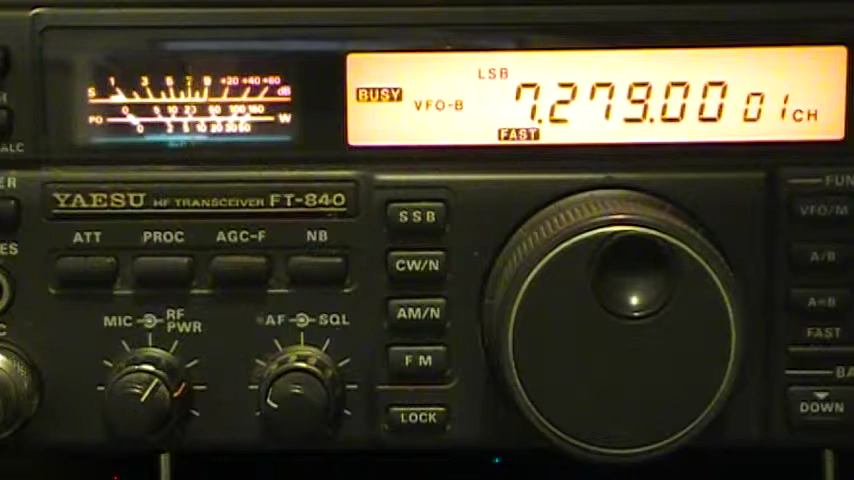 S 1 3 5 7 9 +20 +40 +60 dB
0 5 10 50 100 150
PO W
BUSY VFO-B LSB 7.279.00 01 CH
FAST
ALC
YAESU HF TRANSCEIVER FT-840
ATT PROC AGC-F NB
MIC RF PWR
AF SQL
SSB
CW/N
AM/N
FM
LOCK
VFO/M
A/B
A=B
FAST
DOWN